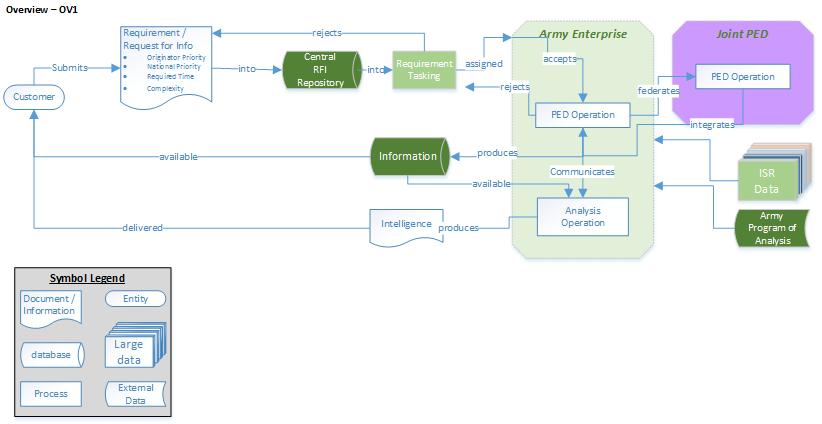 Overview – OV1
Requirement /
Request for Info
• Originator Priority
• National Priority
• Required Time
• Complexity
rejects
Submits
into
Central
RFI
Repository
into
Requirement
Tasking
assigned
Army Enterprise
accepts
rejects
PED Operation
federates
Joint PED
PED Operation
integrates
Customer
available
Information
produces
Communicates
available
ISR
Data
Analysis
Operation
Army
Program of
Analysis
delivered
Intelligence
produces
Symbol Legend
Document /
Information
Entity
database
Large
data
Process
External
Data